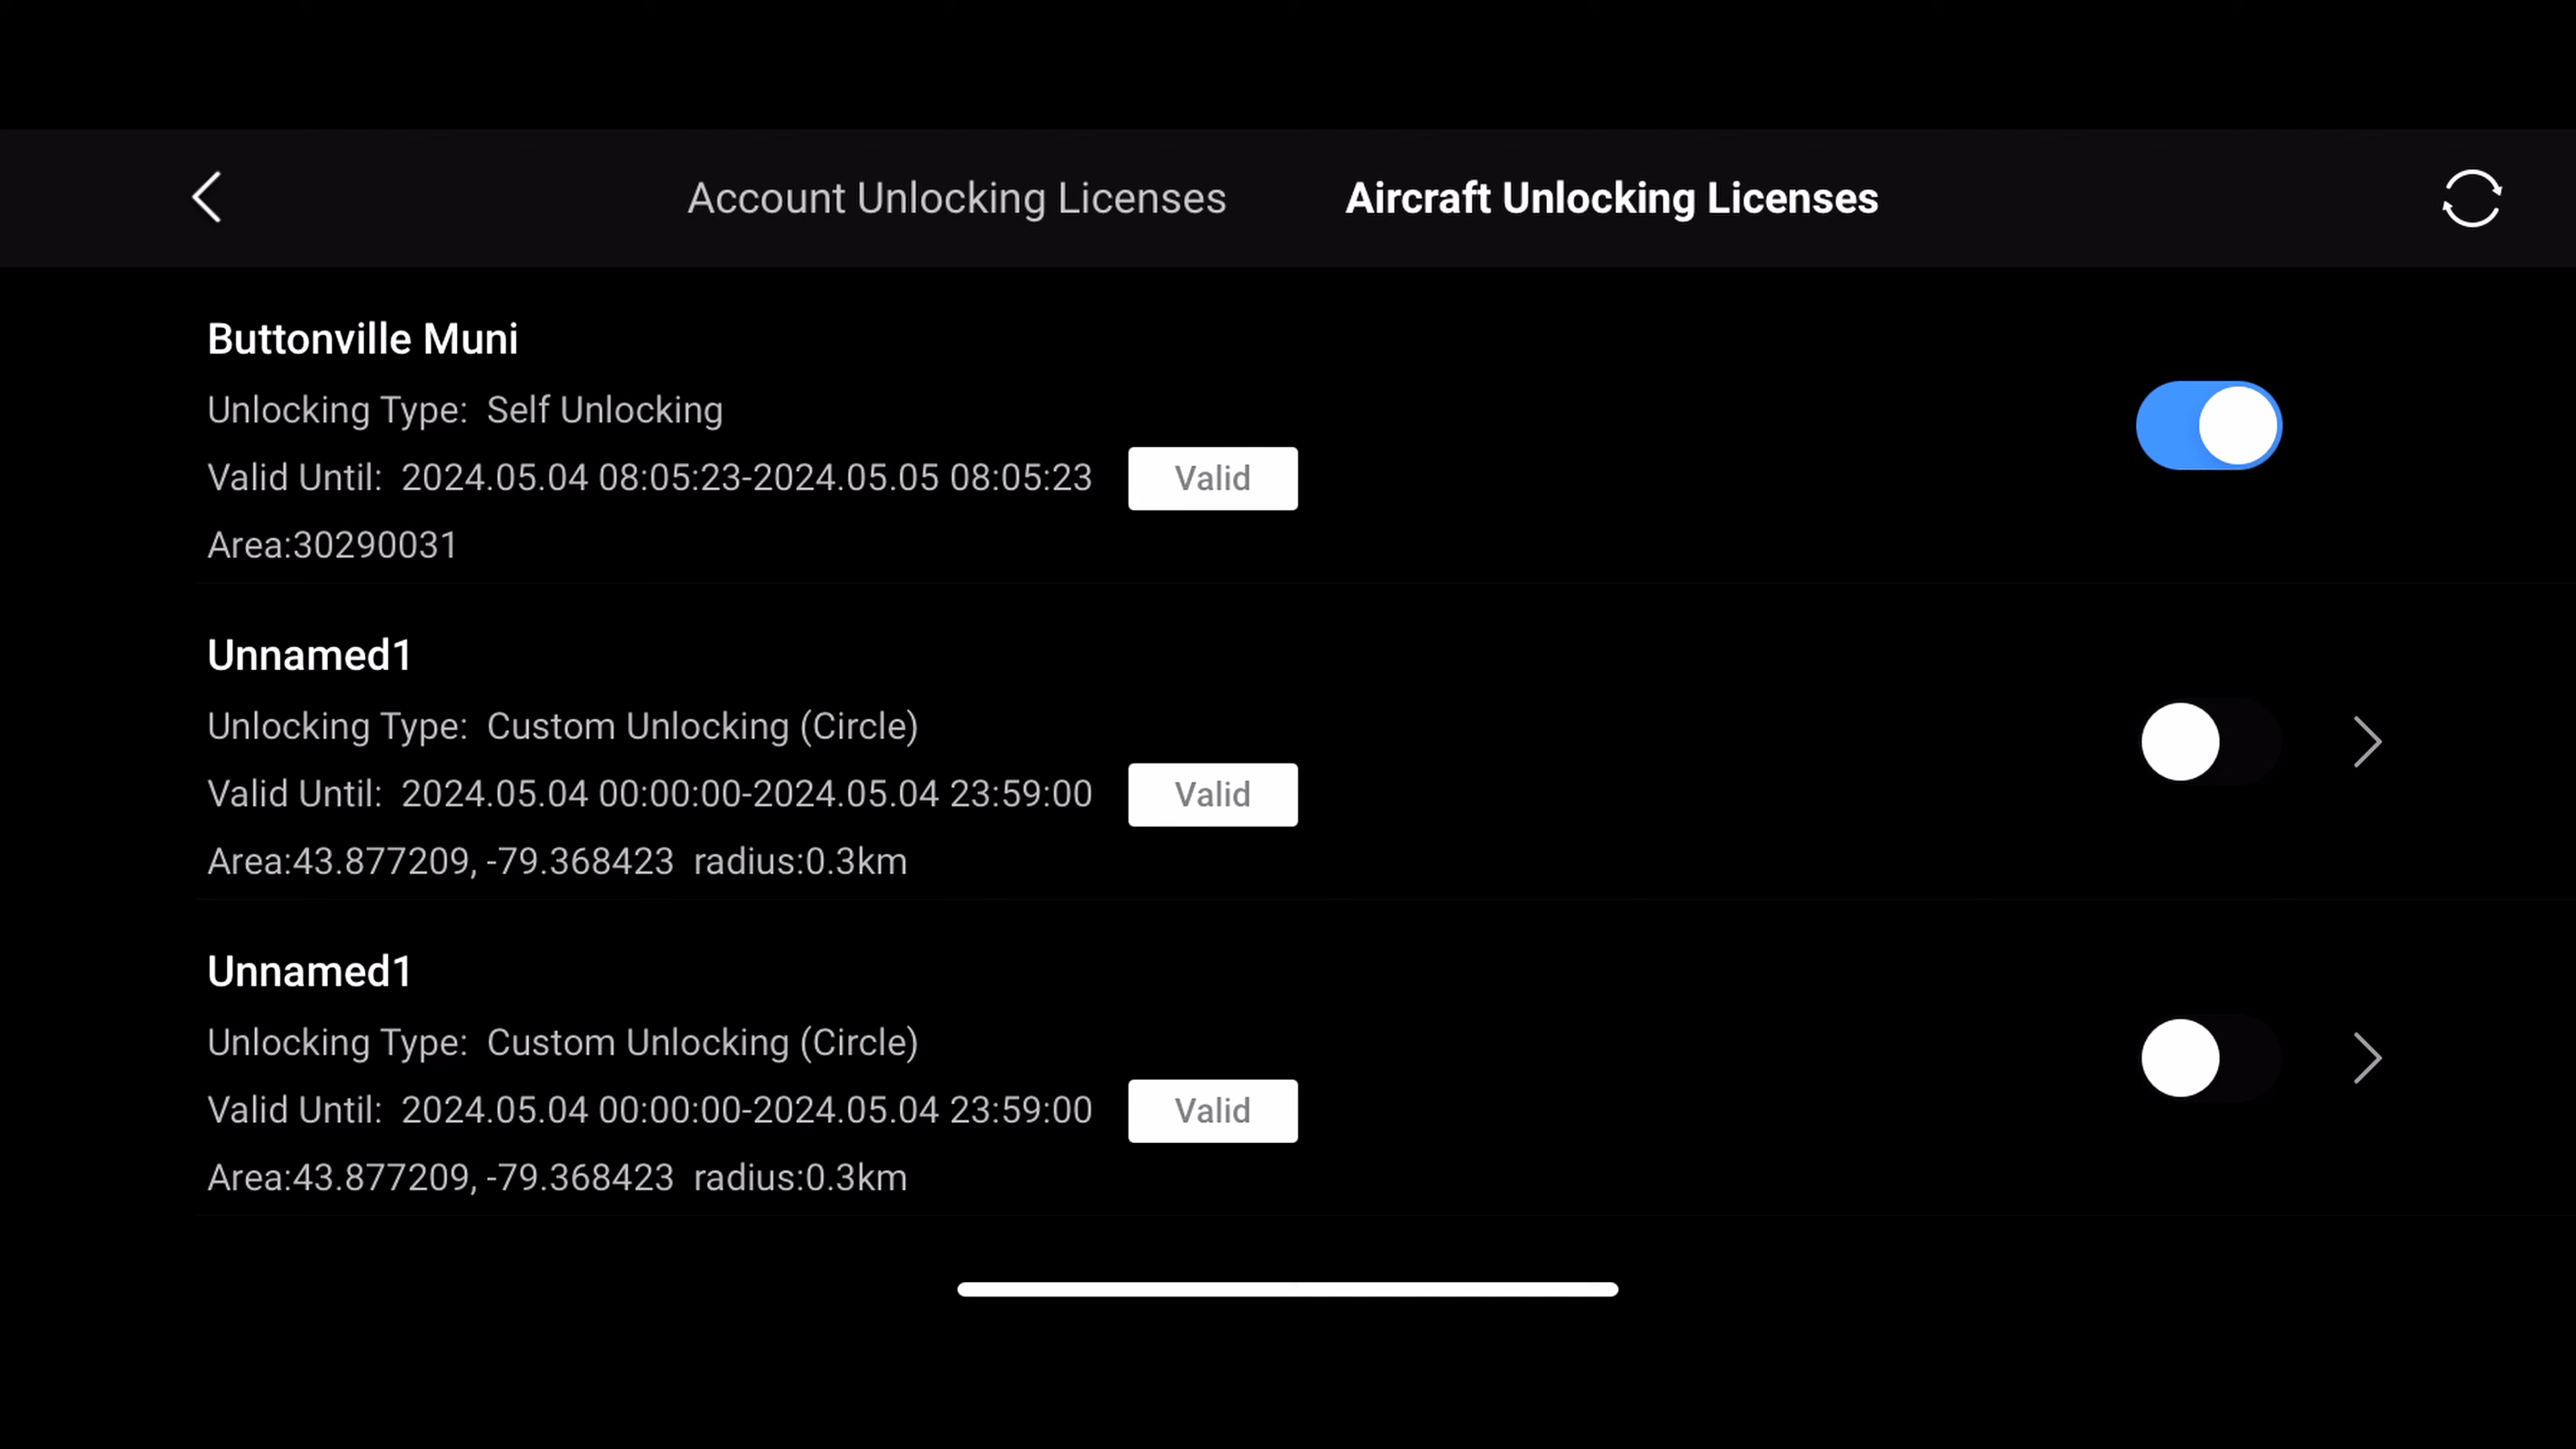 Account Unlocking Licenses
Aircraft Unlocking Licenses
Buttonville Muni
Unlocking Type: Self Unlocking
Valid Until: 2024.05.04 08:05:23-2024.05.05 08:05:23 Valid
Area:30290031
Unnamed1
Unlocking Type: Custom Unlocking (Circle)
Valid Until: 2024.05.04 00:00:00-2024.05.04 23:59:00 Valid
Area:43.877209, -79.368423 radius:0.3km
Unnamed1
Unlocking Type: Custom Unlocking (Circle)
Valid Until: 2024.05.04 00:00:00-2024.05.04 23:59:00 Valid
Area:43.877209, -79.368423 radius:0.3km